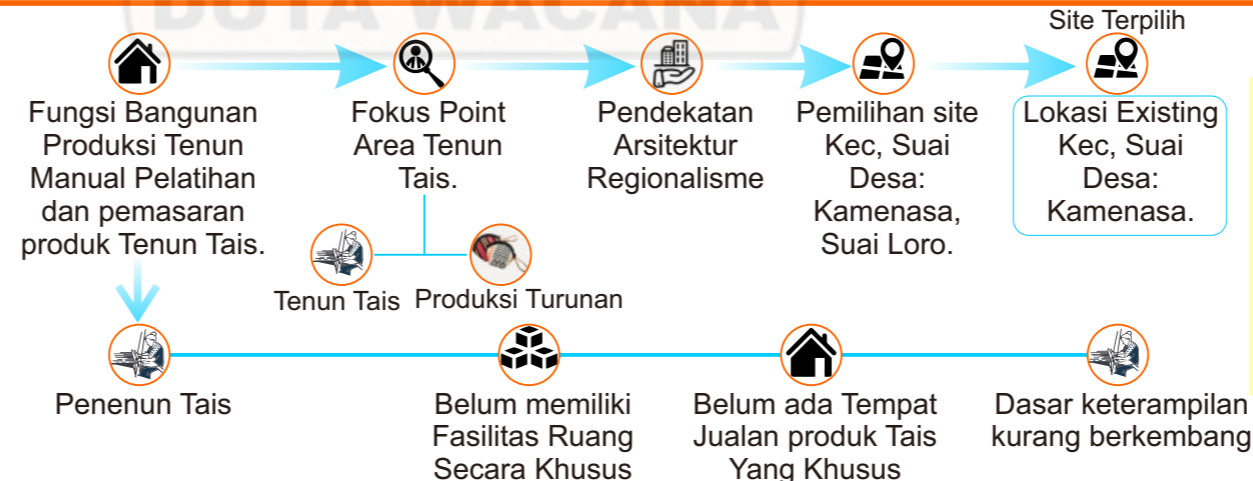 DUTA WACANA
Site Terpilih
Fungsi Bangunan
Produksi Tenun
Manual Pelatihan
dan pemasaran
produk Tenun Tais.
Fokus Point
Area Tenun
Tais.
Tenun Tais
Produksi Turunan
Pendekatan
Arsitektur
Regionalisme
Pemilihan site
Kec, Suai
Desa:
Kamenasa,
Suai Loro.
Lokasi Existing
Kec, Suai
Desa:
Kamenasa.
Penenun Tais
Belum memiliki
Fasilitas Ruang
Secara Khusus
Belum ada Tempat
Jualan produk Tais
Yang Khusus
Dasar keterampilan
kurang berkembang